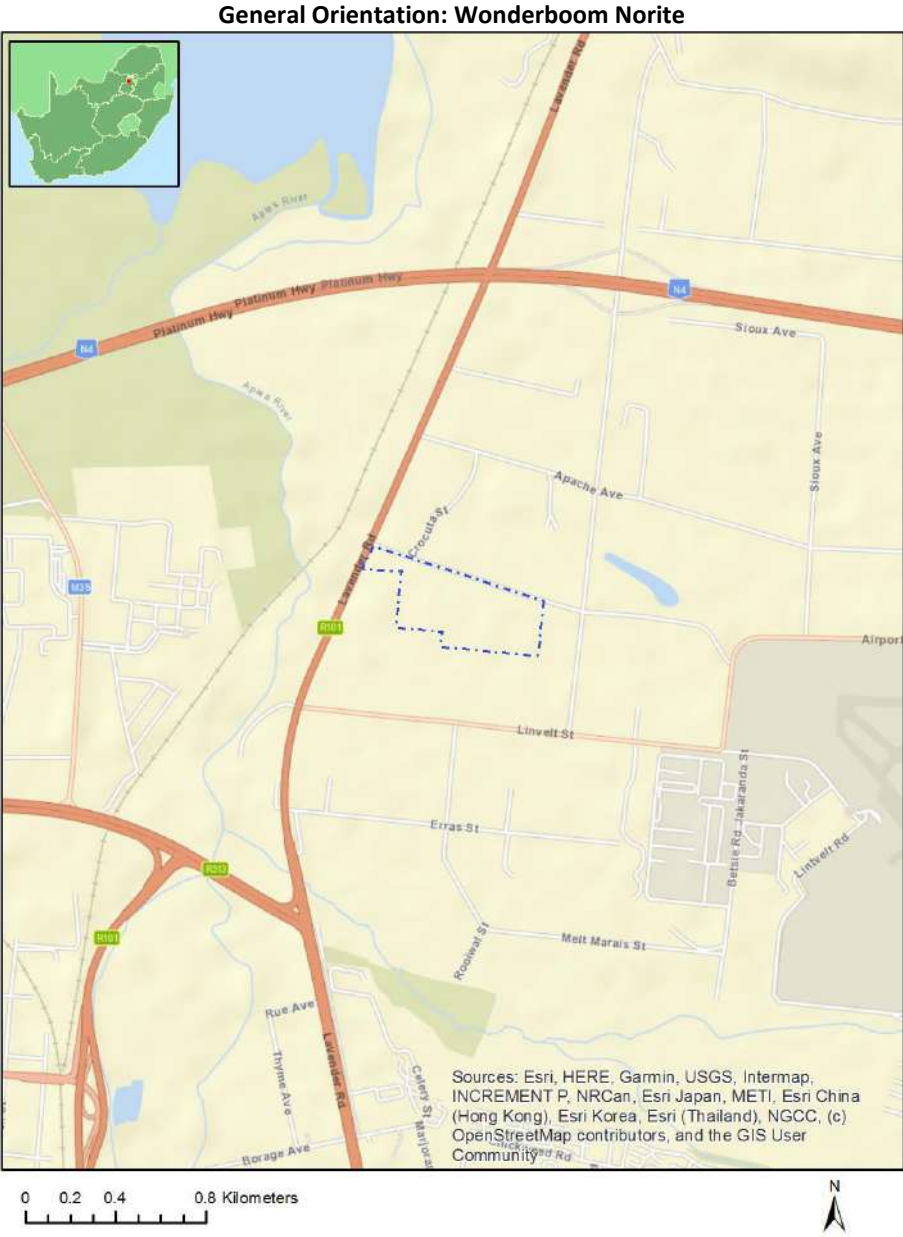 General Orientation: Wonderboom Norite
Lavender Rd
Apies River
Platinum Hwy Platinum Hwy Platinum Hwy
N4
N4
Sioux Ave
Apies River
Sioux Ave
Apache Ave
Crocuta St
Lavender Rd
M35
R101
Airport
Linvelt St
Betsie Rd Jakaranda St
Erras St
Lintvelt Rd
R513
R101
Rooiwal St
Melt Marais St
Rue Ave
Thyme Ave
Lavender Rd
Celery St
Marjoram
Borage Ave
Sources: Esri, HERE, Garmin, USGS, Intermap,
INCREMENT P, NRCan, Esri Japan, METI, Esri China
(Hong Kong), Esri Korea, Esri (Thailand), NGCC, (c)
OpenStreetMap contributors, and the GIS User
Community
0 0.2 0.4 0.8 Kilometers
N